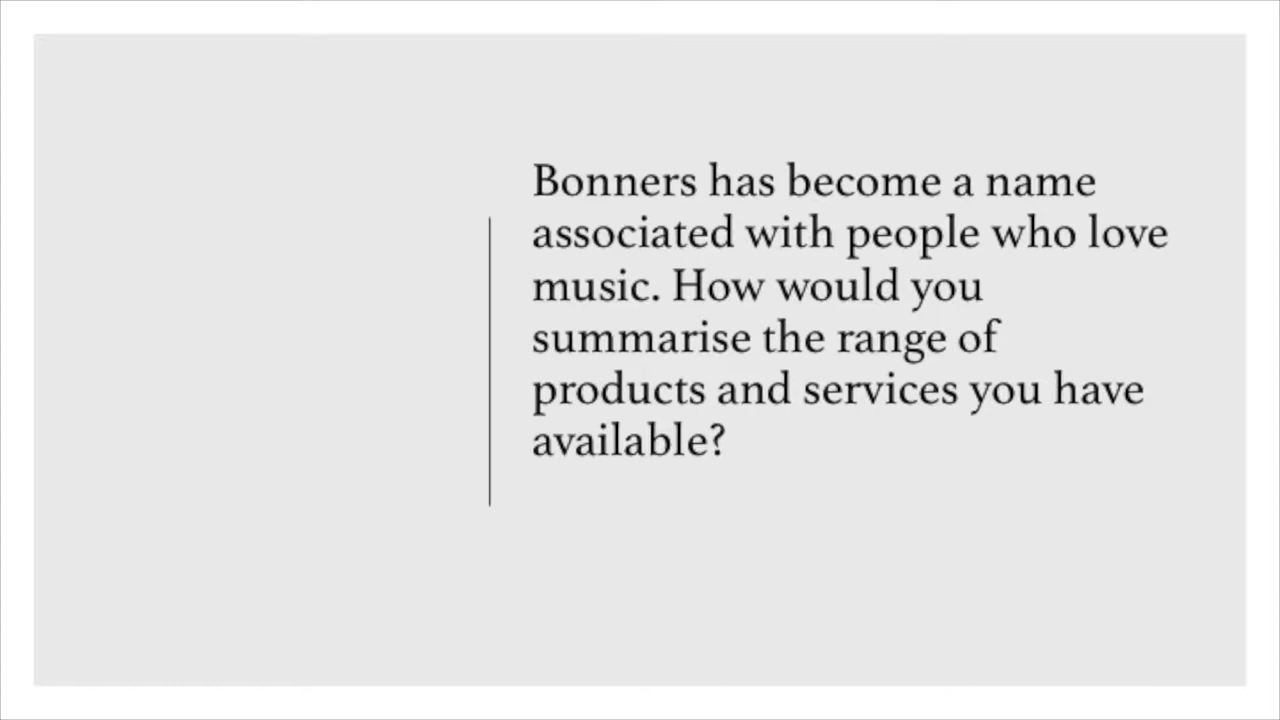 Bonners has become a name
associated with people who love
music. How would you
summarise the range of
products and services you have
available?